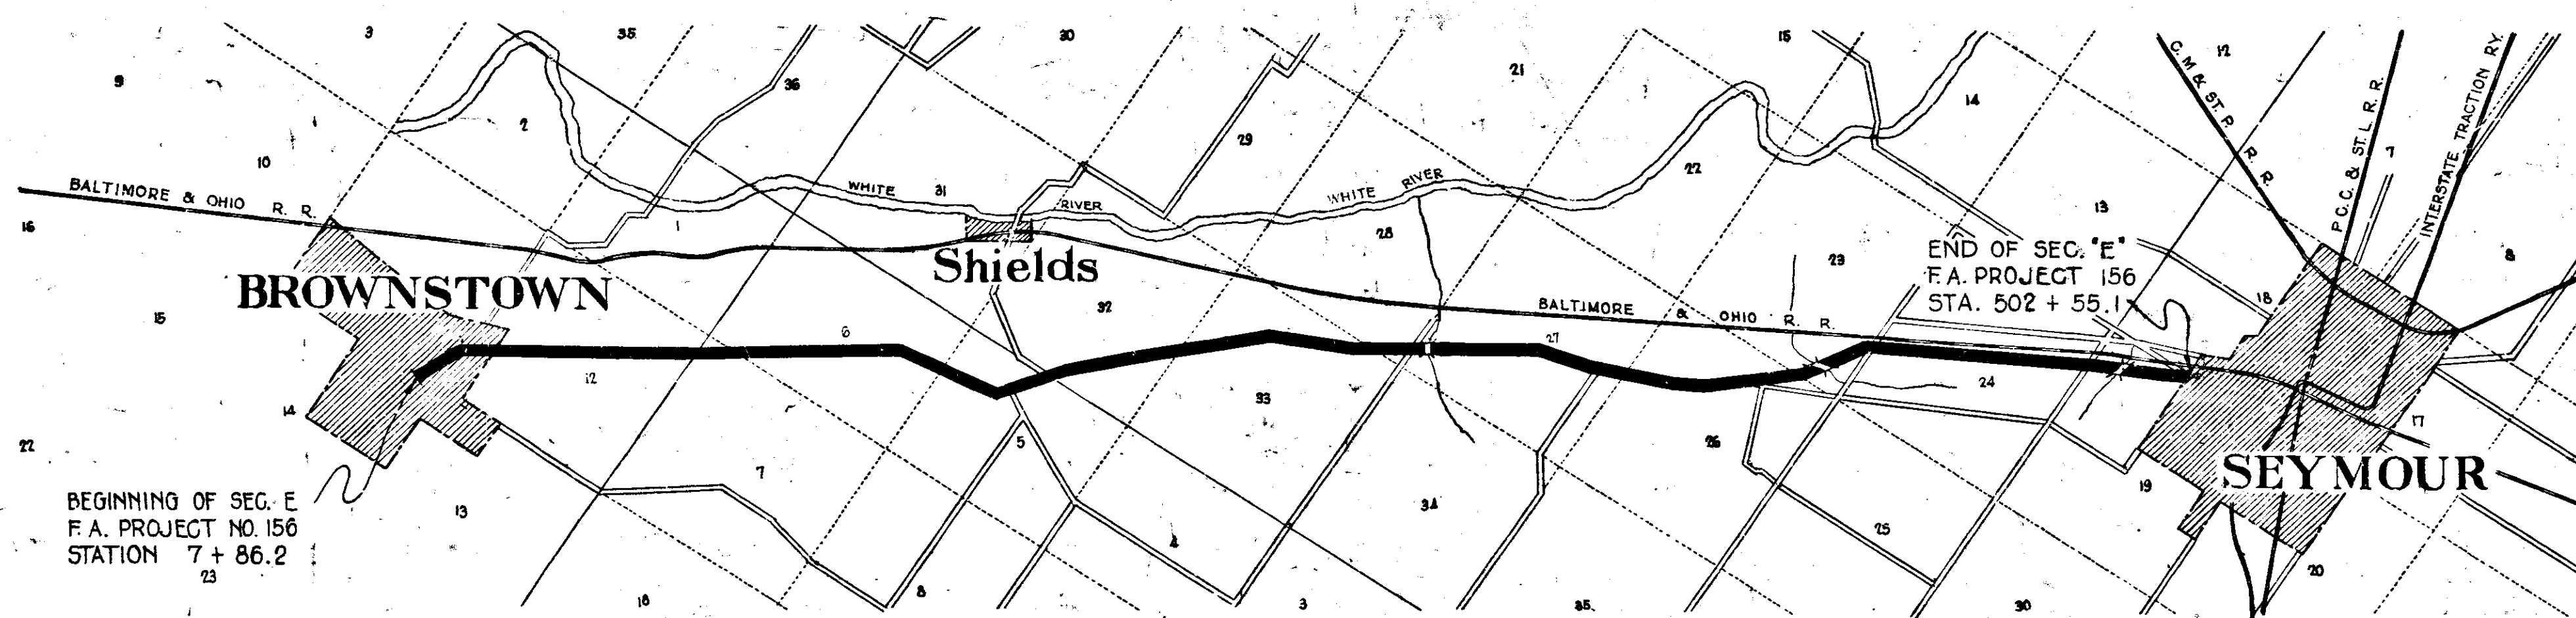 3
35
30
15
12
9
36
21
14
2
29
7
10
22
C. M & ST. P. R. R.
P. C. C. & ST. L. R. R.
INTERSTATE TRACTION RY.
BALTIMORE & OHIO R. R.
WHITE
31
RIVER
WHITE RIVER
13
16
1
28
23
8
END OF SEC. "E"
F. A. PROJECT 156
STA. 502 + 55.1
BROWNSTOWN
Shields
15
32
BALTIMORE & OHIO R. R.
18
6
27
12
33
24
14
5
26
17
22
7
34
SEYMOUR
19
BEGINNING OF SEC. E
F. A. PROJECT NO. 156
STATION 7 + 86.2
23
13
4
25
18
8
3
35
30
20